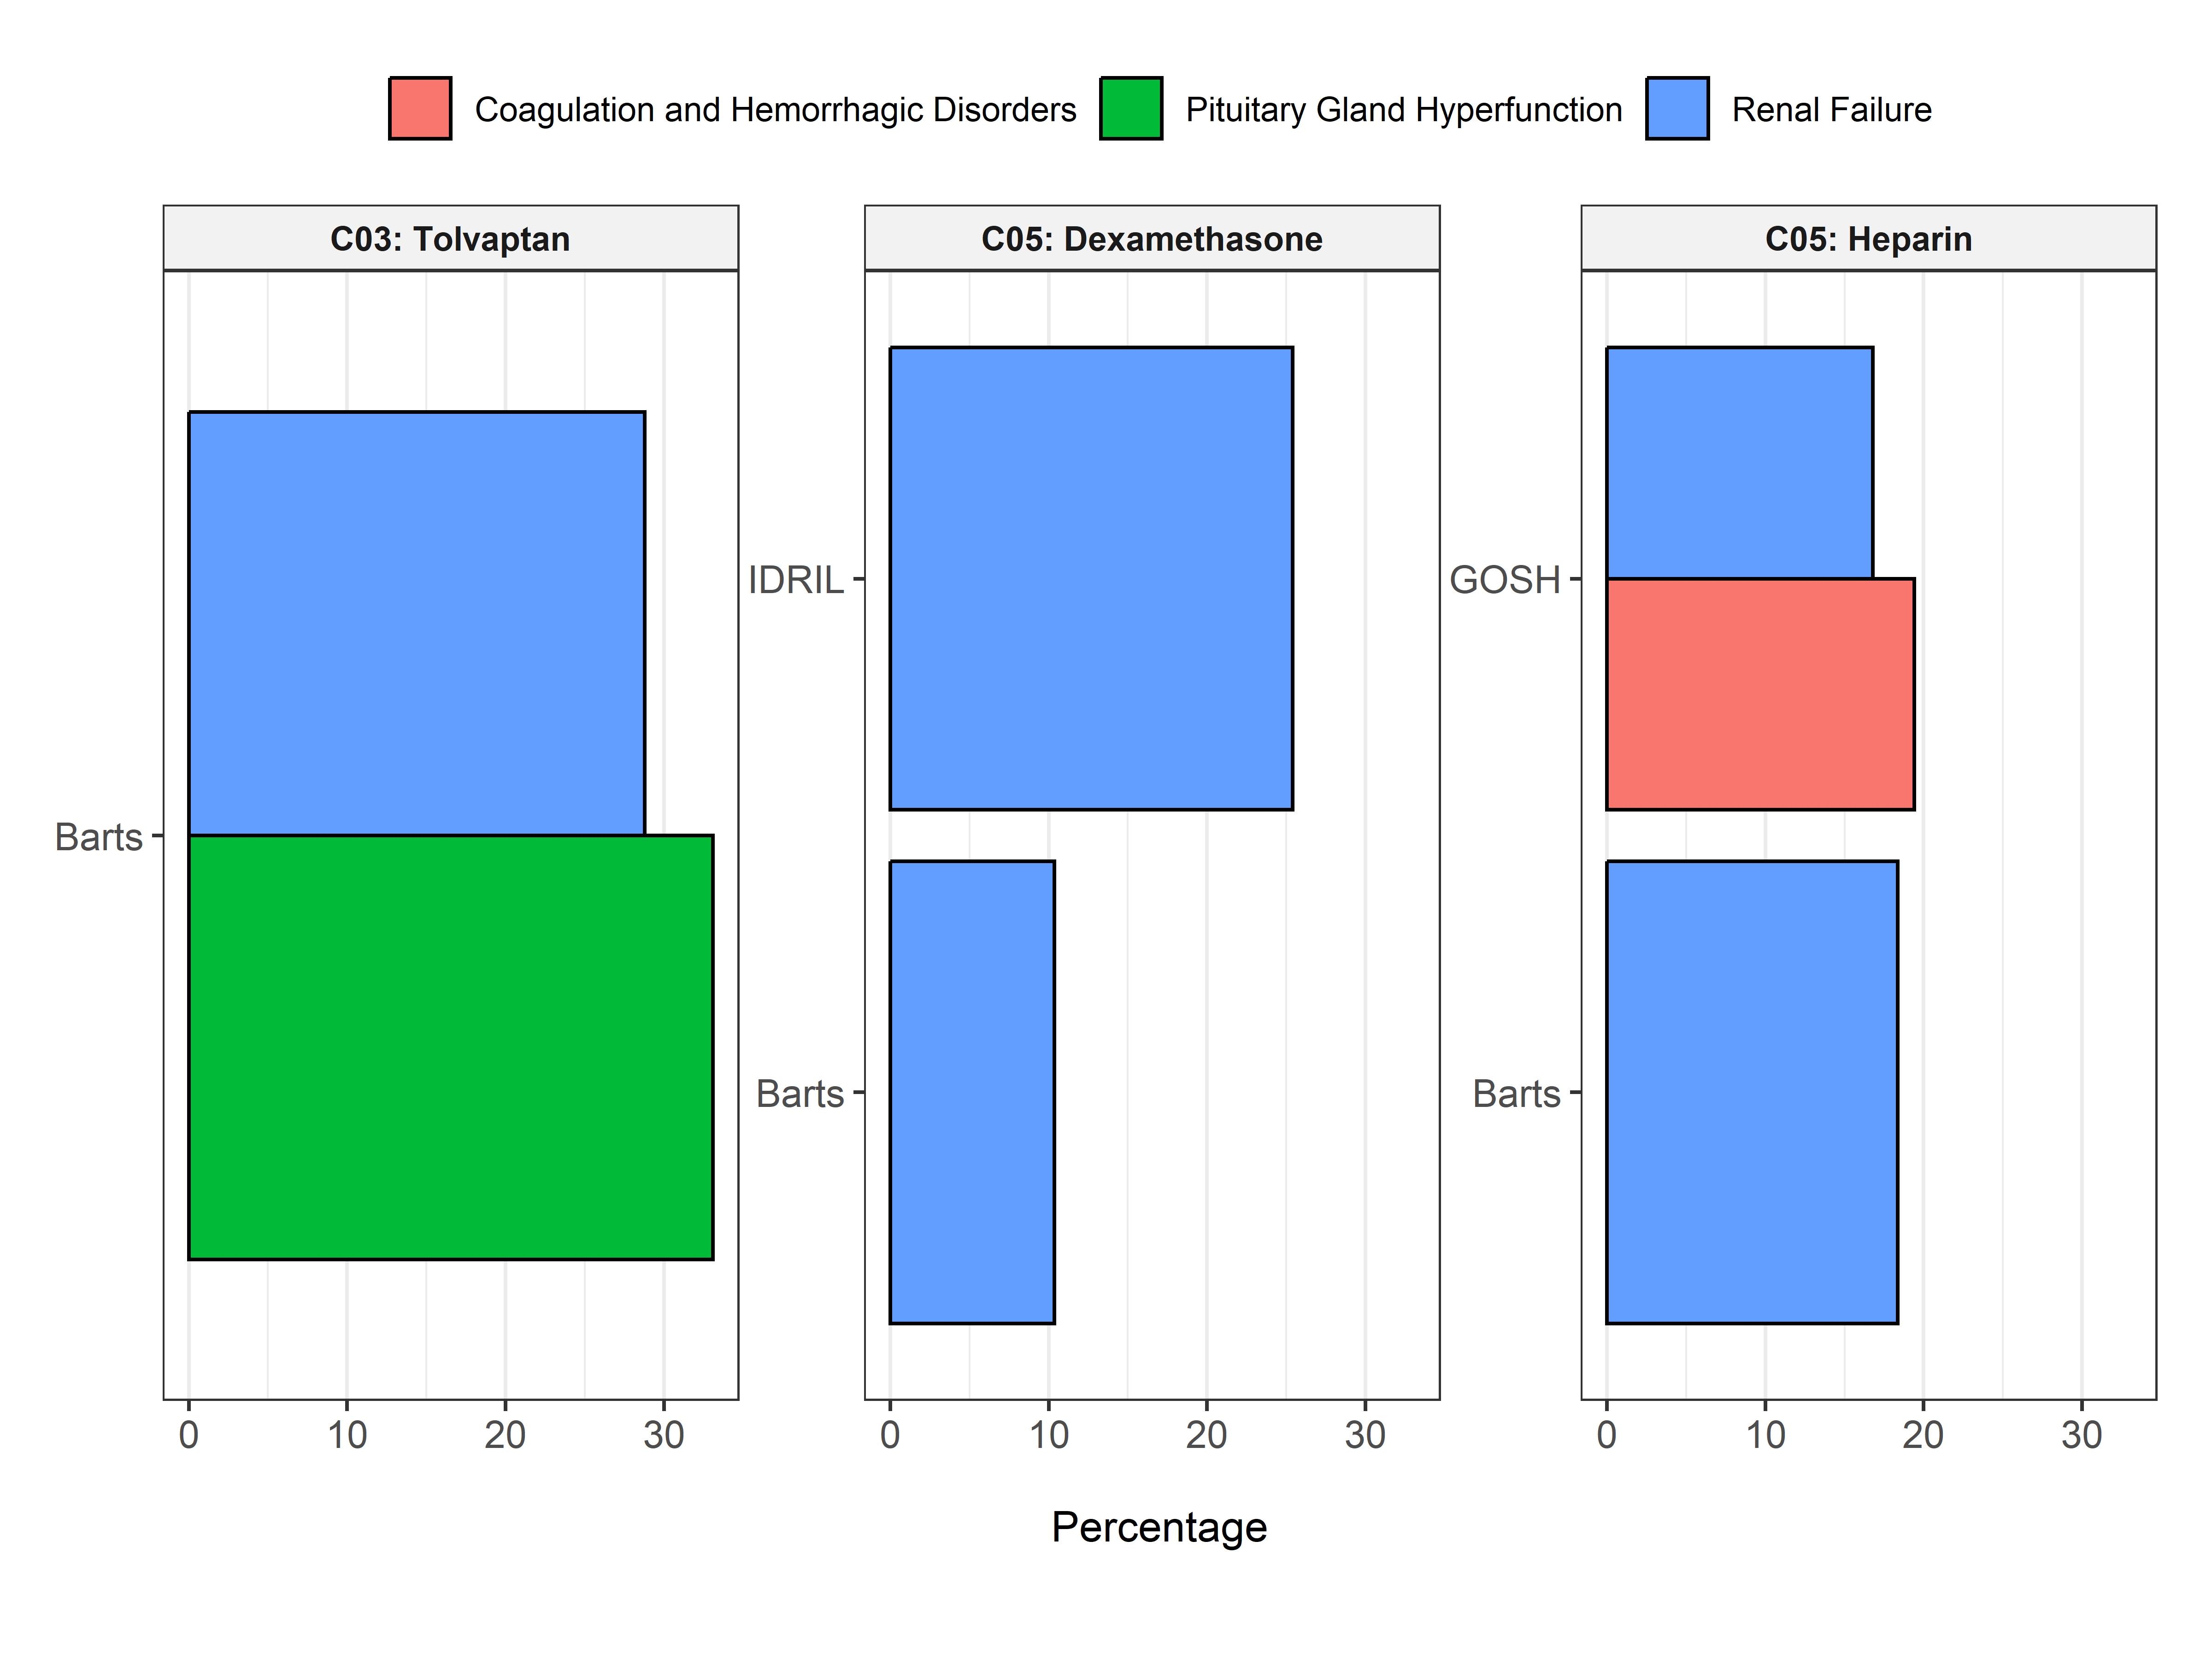 Coagulation and Hemorrhagic Disorders Pituitary Gland Hyperfunction Renal Failure
C03: Tolvaptan C05: Dexamethasone C05: Heparin
IDRIL GOSH
Barts
Barts Barts
0 10 20 30 0 10 20 30 0 10 20 30
Percentage